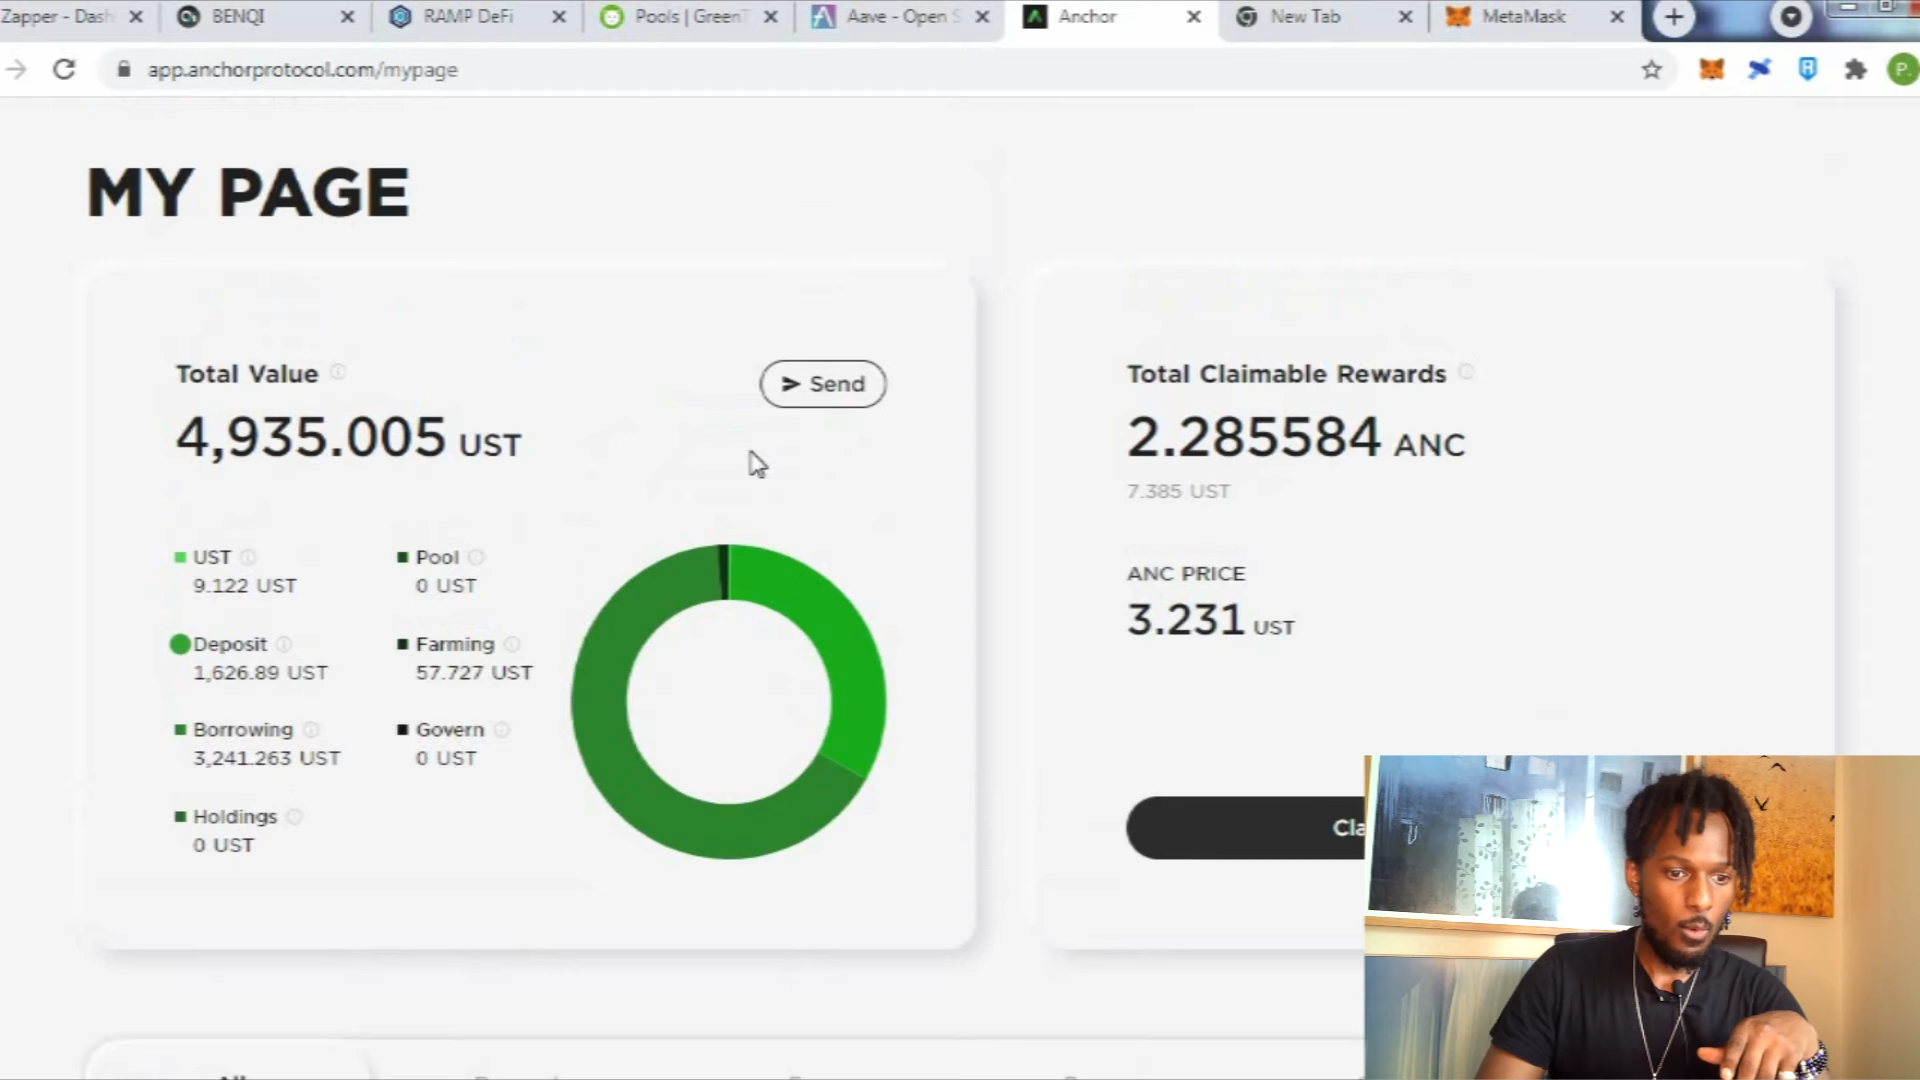 Zapper - Dash
BENQI
RAMP DeFi
Pools | GreenT
Aave - Open S
Anchor
New Tab
MetaMask
app.anchorprotocol.com/mypage
P.
MY PAGE
Total Value
Send
4,935.005 UST
UST
9.122 UST
Pool
0 UST
Deposit
1,626.89 UST
Farming
57.727 UST
Borrowing
3,241.263 UST
Govern
0 UST
Holdings
0 UST
Total Claimable Rewards
2.285584 ANC
7.385 UST
ANC PRICE
3.231 UST
Cla